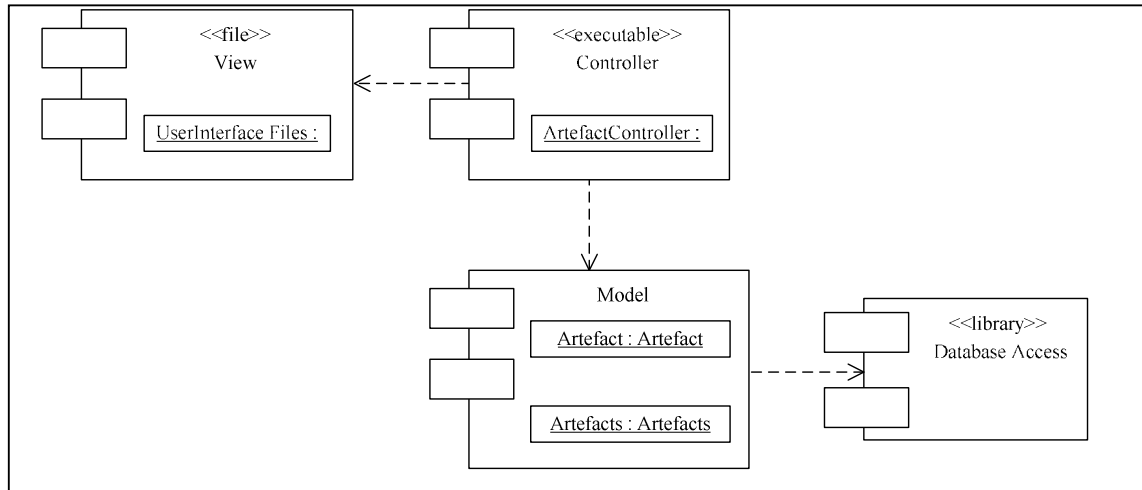 <<file>>
View
UserInterface Files :
<<executable>>
Controller
ArtefactController :
Model
Artefact : Artefact
Artefacts : Artefacts
<<library>>
Database Access